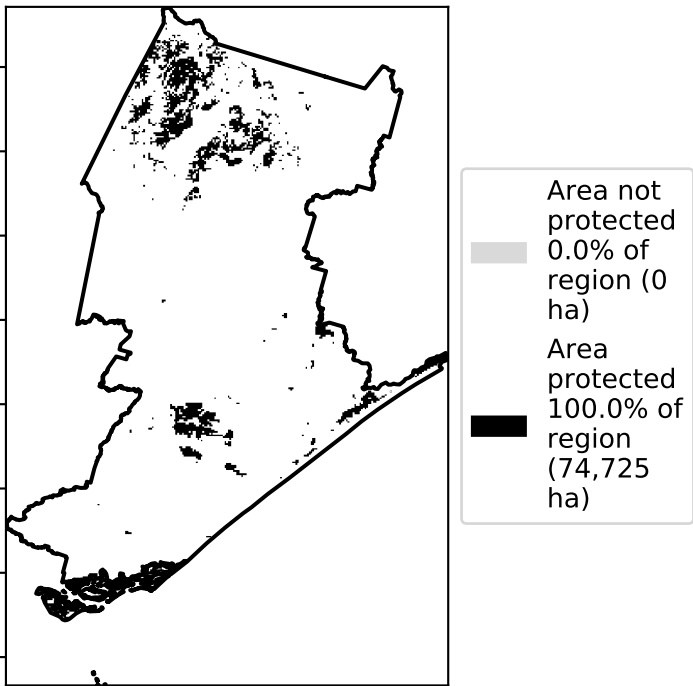 Area not
protected
0.0% of
region (0
ha)
Area
protected
100.0% of
region
(74,725
ha)